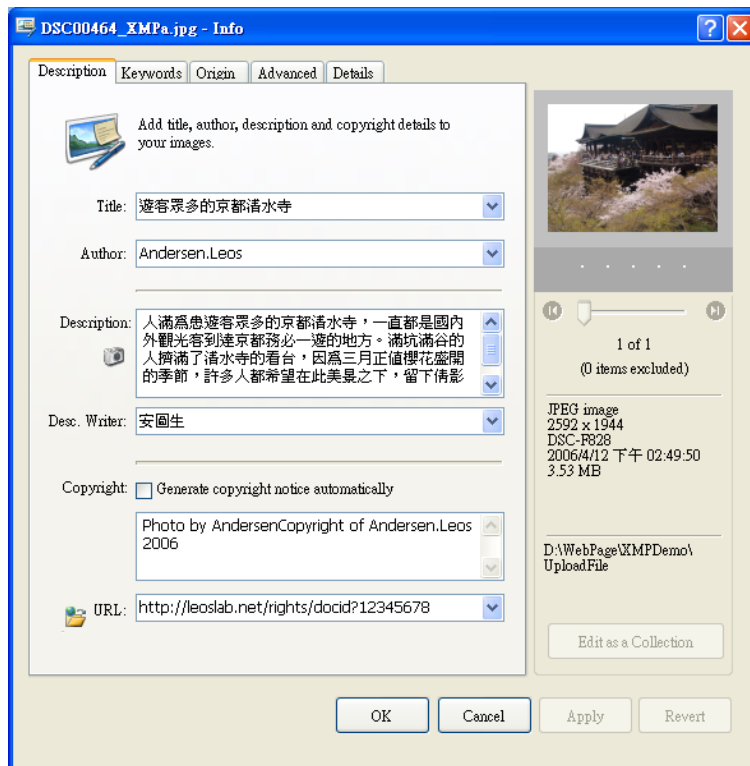 DSC00464_XMPa.jpg - Info
Description Keywords Origin Advanced Details
Add title, author, description and copyright details to
your images.
Title: 遊客眾多的京都清水寺
Author: Andersen.Leos
Description: 人滿為患遊客眾多的京都清水寺，一直都是國內
外觀光客到達京都務必一遊的地方。滿坑滿谷的
人擠滿了清水寺的看台，因為三月正值櫻花盛開
的季節，許多人都希望在此美景之下，留下倩影
Desc. Writer: 安圖生
Copyright: Generate copyright notice automatically
Photo by AndersenCopyright of Andersen.Leos
2006
URL: http://leoslab.net/rights/docid?12345678
1 of 1
(0 items excluded)
JPEG image
2592 x 1944
DSC-F828
2006/4/12 下午 02:49:50
3.53 MB
D:\WebPage\XMPDemo\
UploadFile
Edit as a Collection
OK Cancel Apply Revert